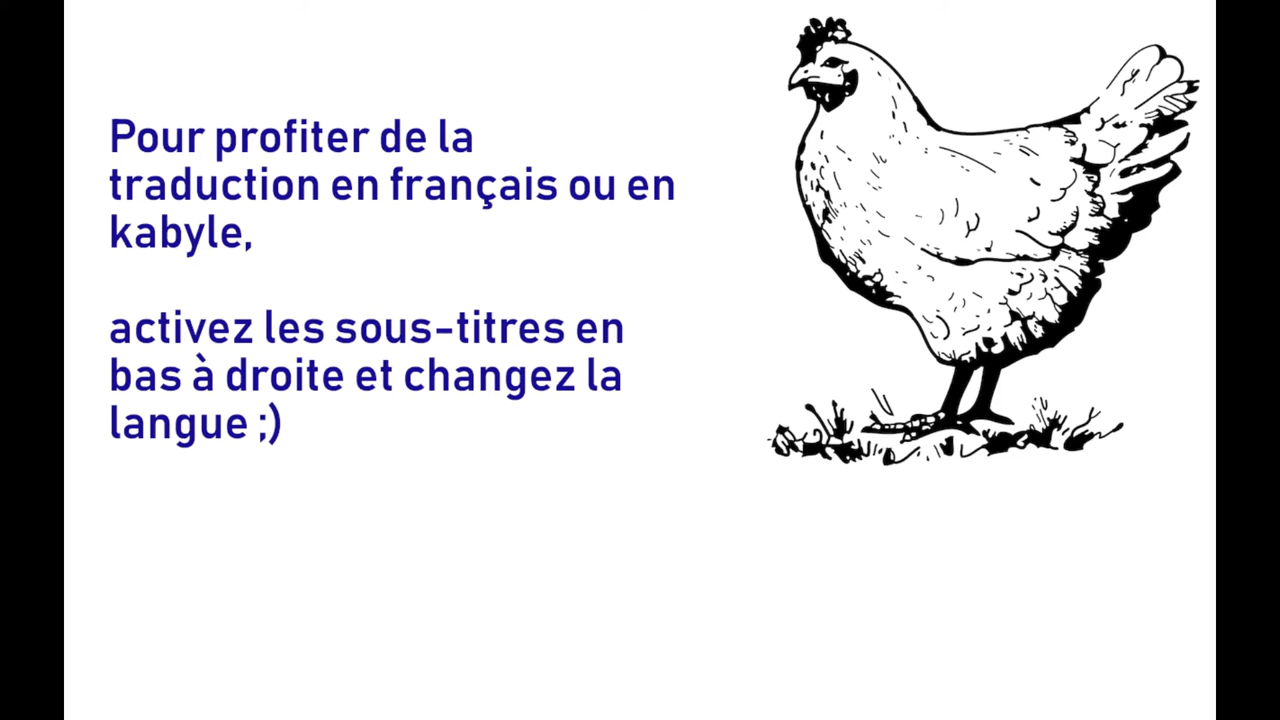 Pour profiter de la
traduction en français ou en
kabyle,
activez les sous-titres en
bas à droite et changez la
langue ;)